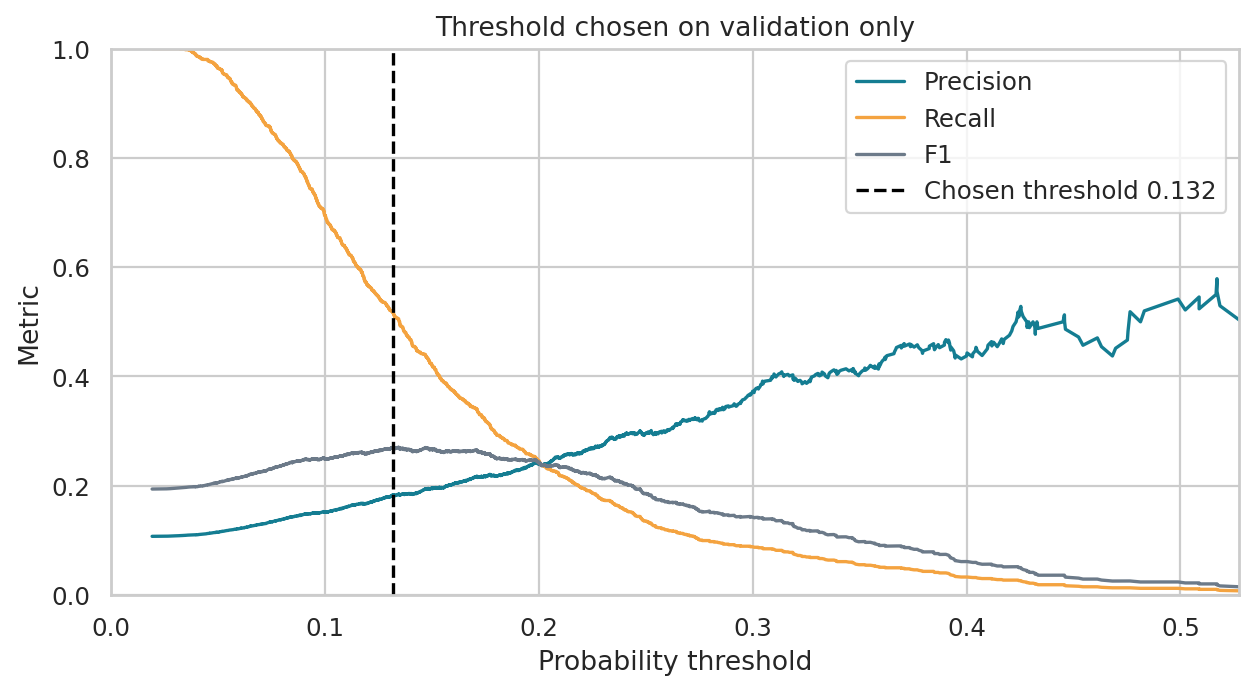 Threshold chosen on validation only
Metric
1.0
0.8
0.6
0.4
0.2
0.0
Precision
Recall
F1
Chosen threshold 0.132
0.0 0.1 0.2 0.3 0.4 0.5
Probability threshold